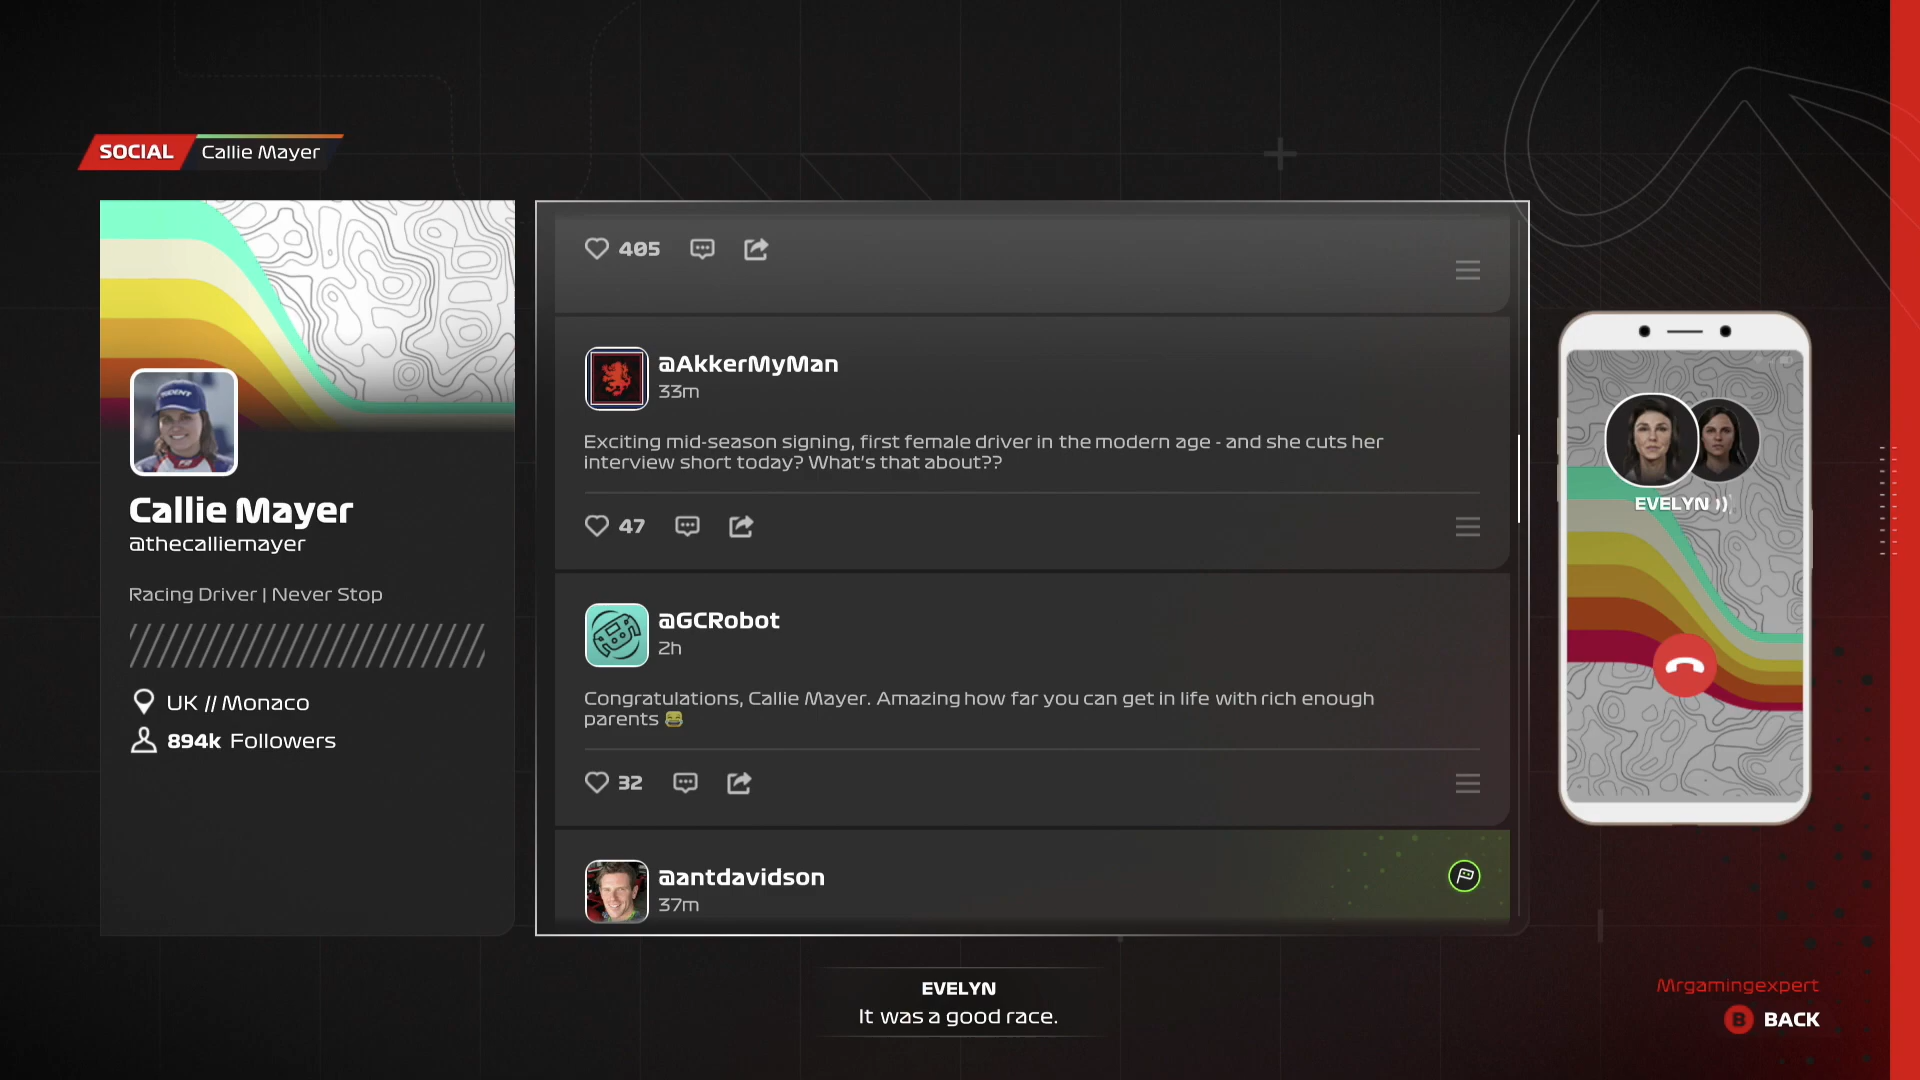 SOCIAL Callie Mayer
TRIDENT
Callie Mayer
@thecalliemayer
Racing Driver | Never Stop
UK // Monaco
894k Followers
405
@AkkerMyMan
33m
Exciting mid-season signing, first female driver in the modern age - and she cuts her
interview short today? What's that about??
47
@GCRobot
2h
Congratulations, Callie Mayer. Amazing how far you can get in life with rich enough
parents 😂
32
@antdavidson
37m
EVELYN
EVELYN
It was a good race.
Mrgamingexpert
B BACK